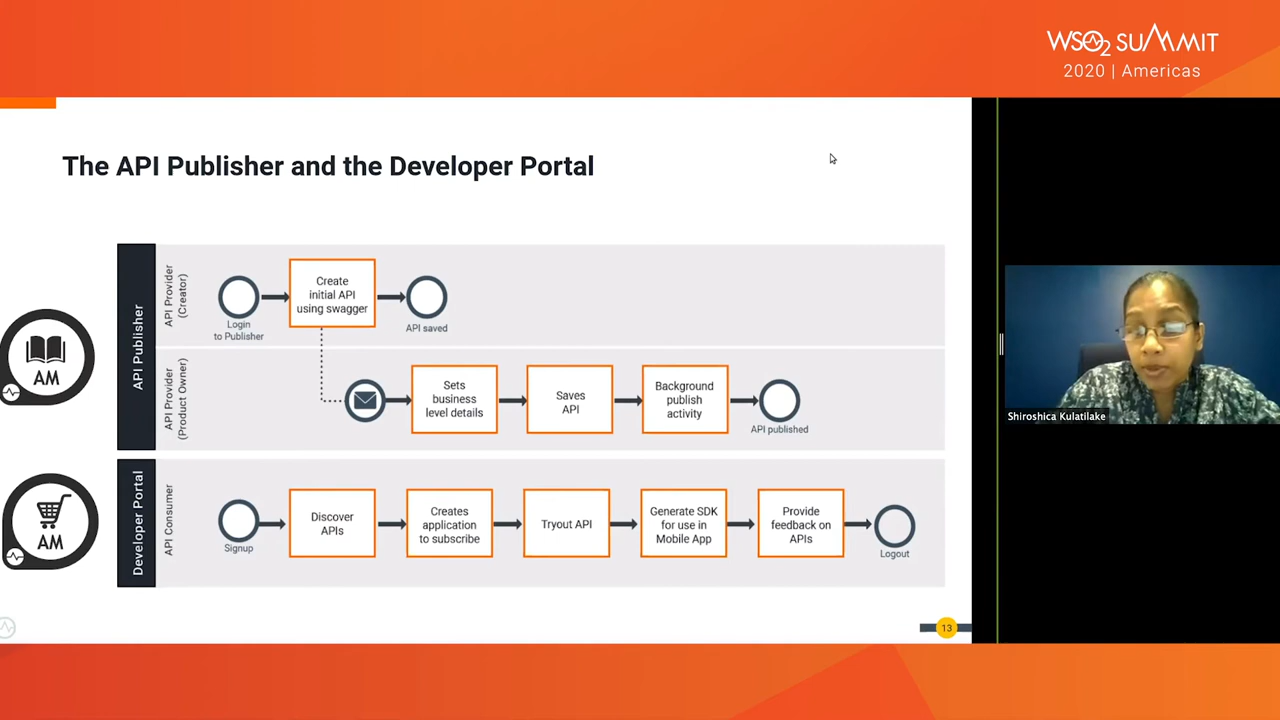 WSO2 SUMMIT
2020 | Americas
The API Publisher and the Developer Portal
API Publisher
API Provider
(Creator)
Login
to Publisher
Create
initial API
using swagger
API saved
AM
API Provider
(Product Owner)
Sets
business
level details
Saves
API
Background
publish
activity
API published
Developer Portal
API Consumer
AM
Signup
Discover
APIs
Creates
application
to subscribe
Tryout API
Generate SDK
for use in
Mobile App
Provide
feedback on
APIs
Logout
13
Shiroshica Kulatilake